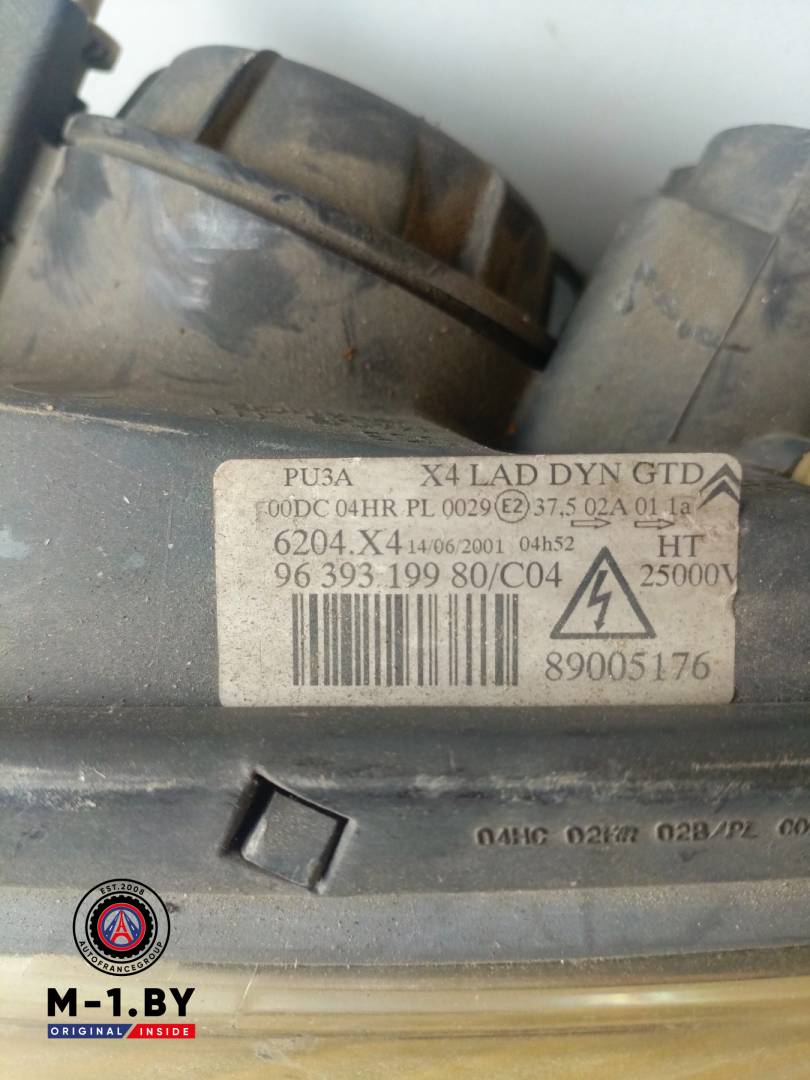 PU3A X4 LAD DYN GTD
00DC 04HR PL 0029 E2 37,5 02A 01 1a
6204.X4 14/06/2001 04h52 HT
96 393 199 80/C04 25000V
89005176
04HC 02HR 02B/PL 00
EST.2008
AUTOFRANCEGROUP
M-1.BY
ORIGINAL INSIDE